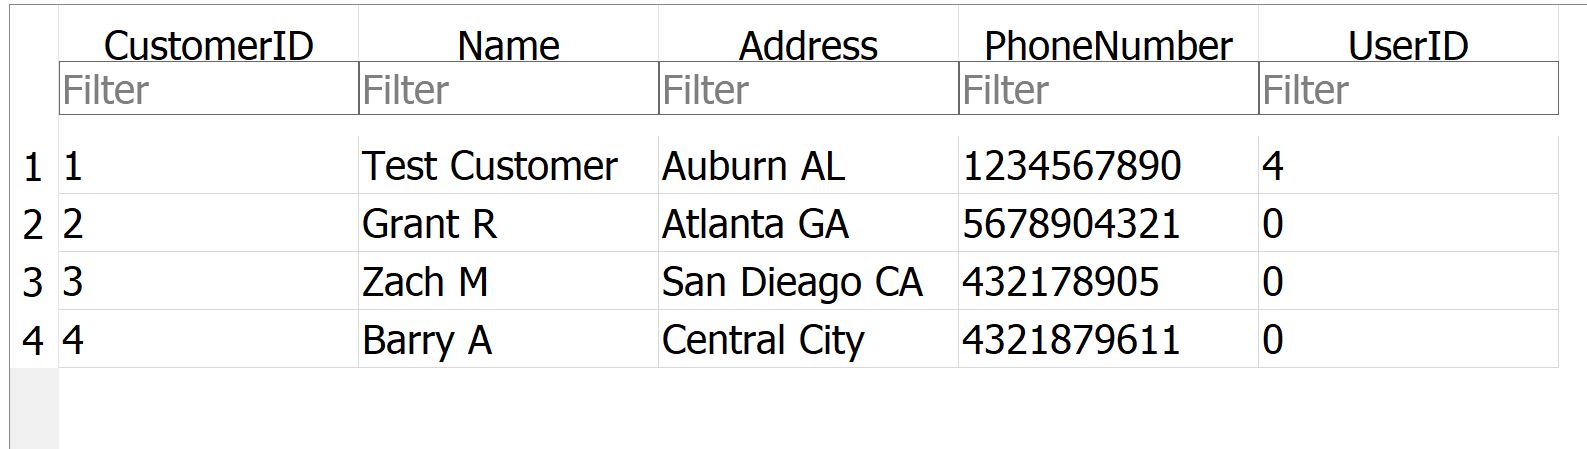 CustomerID Name Address PhoneNumber UserID
Filter Filter Filter Filter Filter
1 1 Test Customer Auburn AL 1234567890 4
2 2 Grant R Atlanta GA 5678904321 0
3 3 Zach M San Dieago CA 432178905 0
4 4 Barry A Central City 4321879611 0